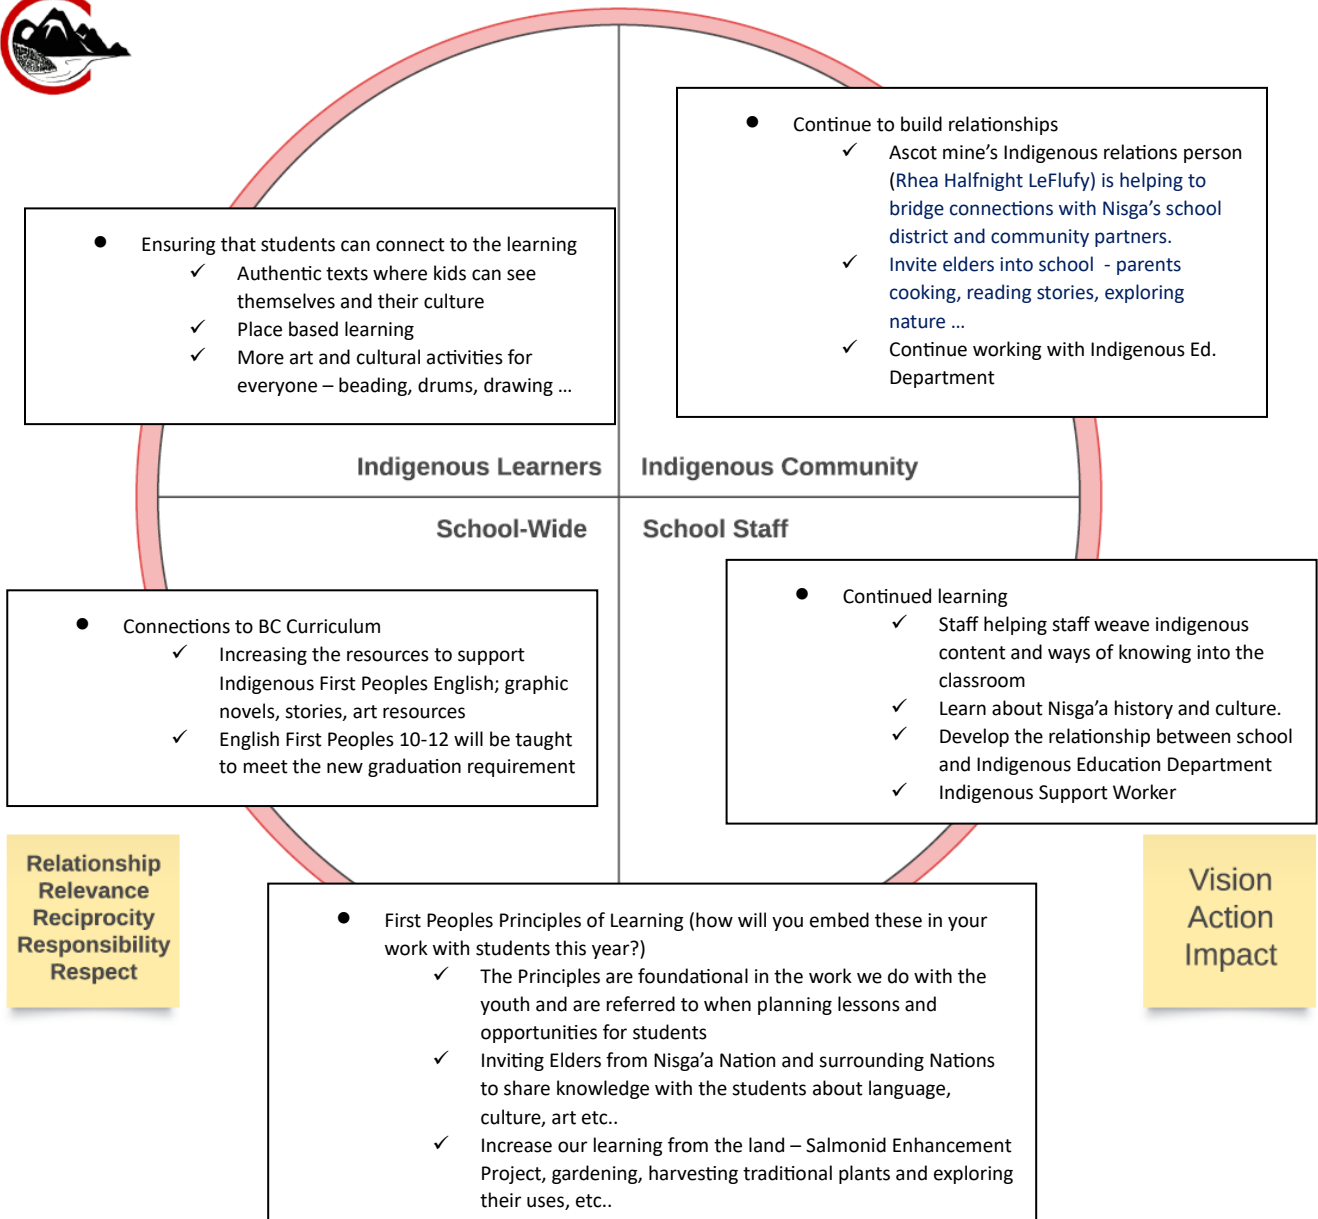 Continue to build relationships
Ascot mine's Indigenous relations person
(Rhea Halfnight LeFlufy) is helping to
bridge connections with Nisga's school
district and community partners.
Invite elders into school  - parents
cooking, reading stories, exploring
nature …
Continue working with Indigenous Ed.
Department
Ensuring that students can connect to the learning
Authentic texts where kids can see
themselves and their culture
Place based learning
More art and cultural activities for
everyone – beading, drums, drawing …
Indigenous Learners
Indigenous Community
School-Wide
School Staff
Connections to BC Curriculum
Increasing the resources to support
Indigenous First Peoples English; graphic
novels, stories, art resources
English First Peoples 10-12 will be taught
to meet the new graduation requirement
Continued learning
Staff helping staff weave indigenous
content and ways of knowing into the
classroom
Learn about Nisga'a history and culture.
Develop the relationship between school
and Indigenous Education Department
Indigenous Support Worker
Relationship
Relevance
Reciprocity
Responsibility
Respect
Vision
Action
Impact
First Peoples Principles of Learning (how will you embed these in your
work with students this year?)
The Principles are foundational in the work we do with the
youth and are referred to when planning lessons and
opportunities for students
Inviting Elders from Nisga'a Nation and surrounding Nations
to share knowledge with the students about language,
culture, art etc..
Increase our learning from the land – Salmonid Enhancement
Project, gardening, harvesting traditional plants and exploring
their uses, etc..